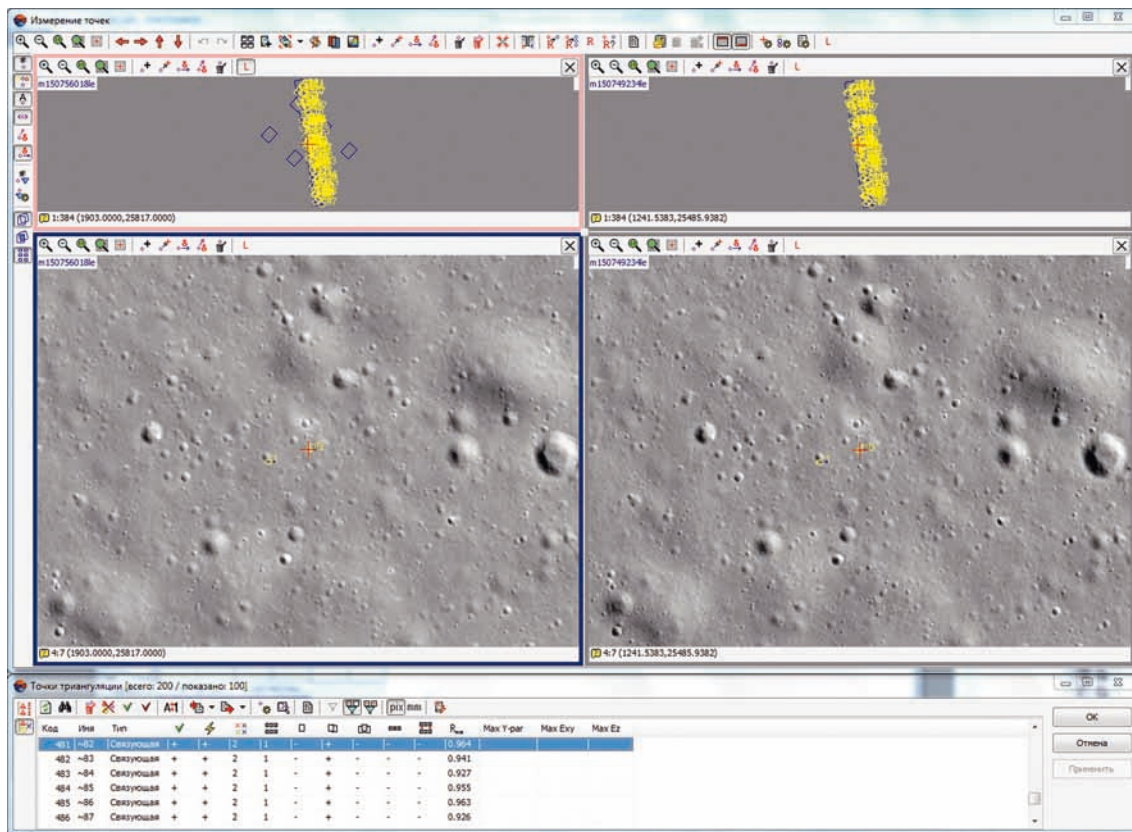 Измерение точек
L
m150756018le
1:384 (1903.0000,25817.0000)
L
m150749234le
1:384 (1241.5383,25485.9382)
L
m150756018le
4:7 (1903.0000,25817.0000)
L
m150749234le
4:7 (1241.5383,25485.9382)
Точки триангуляции [всего: 200 / показано: 100]
pix mm
Код Имя Тип Max Y-par Max Exy Max Ez
481 ~82 Связующая + + 2 1 - + - - - 0.964
482 ~83 Связующая + + 2 1 - + - - - 0.941
483 ~84 Связующая + + 2 1 - + - - - 0.927
484 ~85 Связующая + + 2 1 - + - - - 0.955
485 ~86 Связующая + + 2 1 - + - - - 0.963
486 ~87 Связующая + + 2 1 - + - - - 0.926
OK
Отмена
Применить